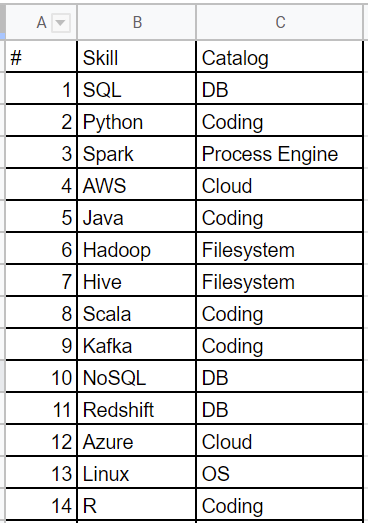 A B C
# Skill Catalog
1 SQL DB
2 Python Coding
3 Spark Process Engine
4 AWS Cloud
5 Java Coding
6 Hadoop Filesystem
7 Hive Filesystem
8 Scala Coding
9 Kafka Coding
10 NoSQL DB
11 Redshift DB
12 Azure Cloud
13 Linux OS
14 R Coding